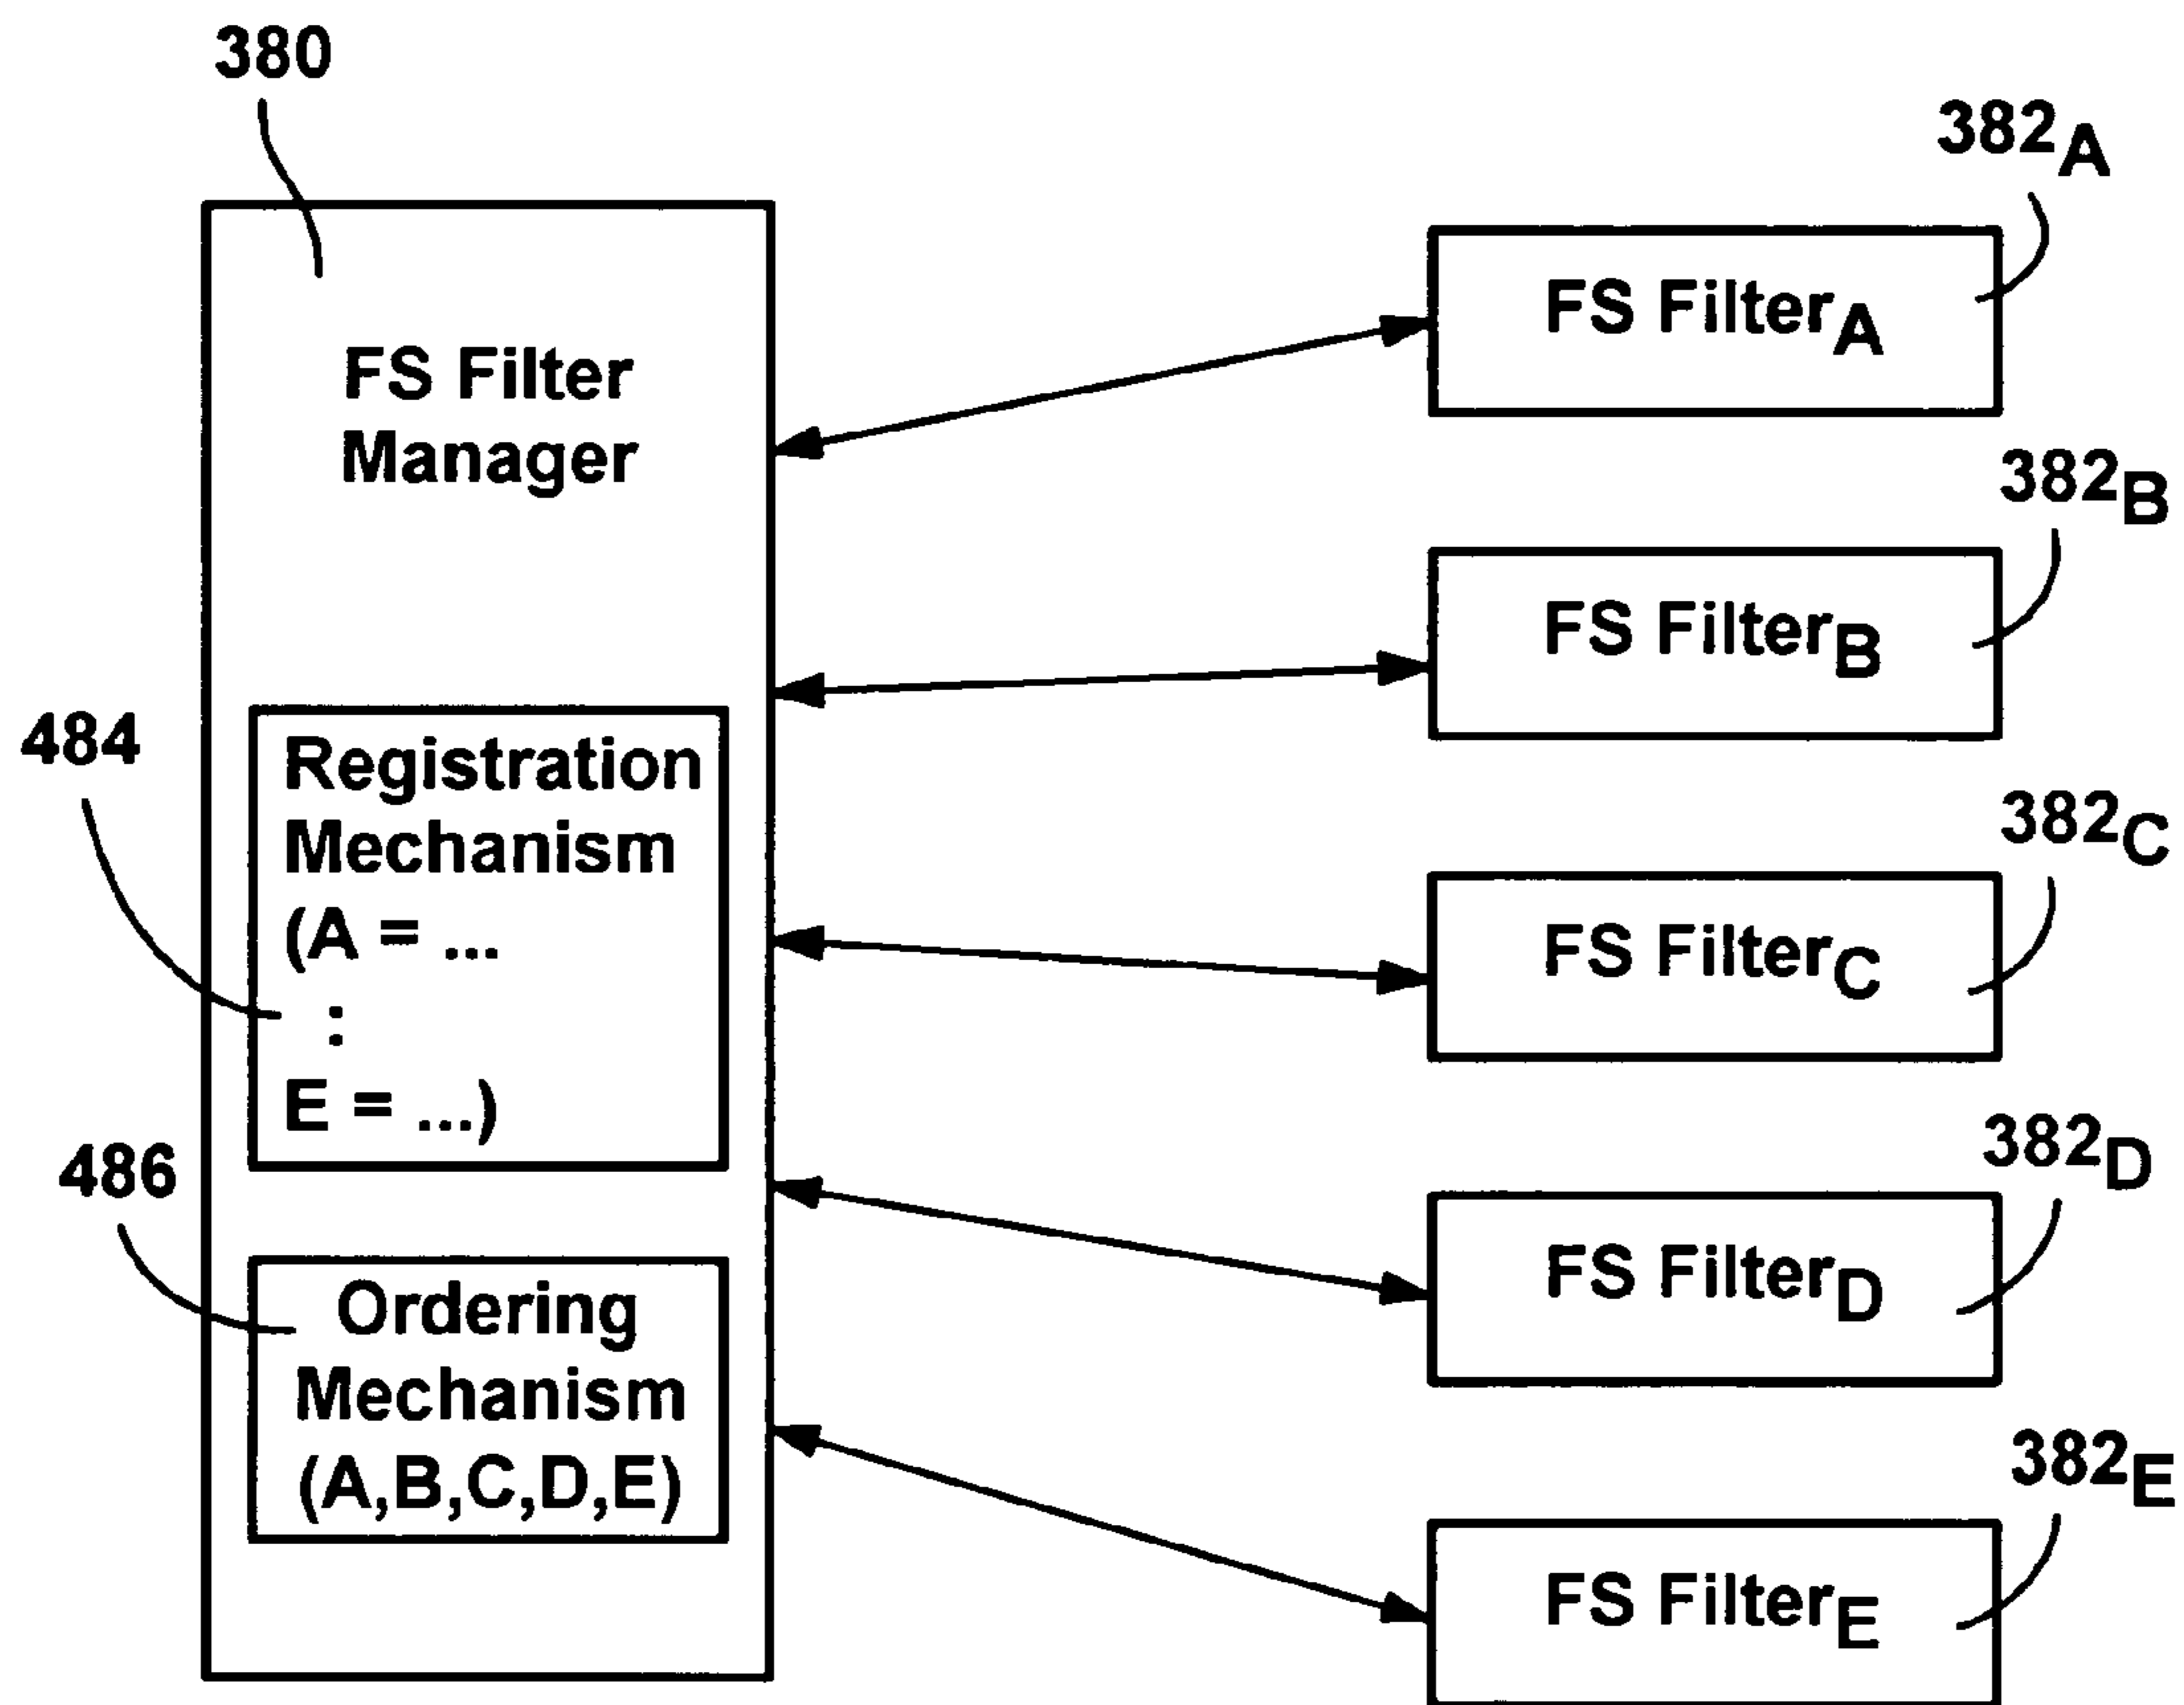 380
FS Filter
Manager
484
Registration
Mechanism
(A = ...
:
E = ...)
486
Ordering
Mechanism
(A,B,C,D,E)
382A
FS FilterA
382B
FS FilterB
382C
FS FilterC
382D
FS FilterD
382E
FS FilterE